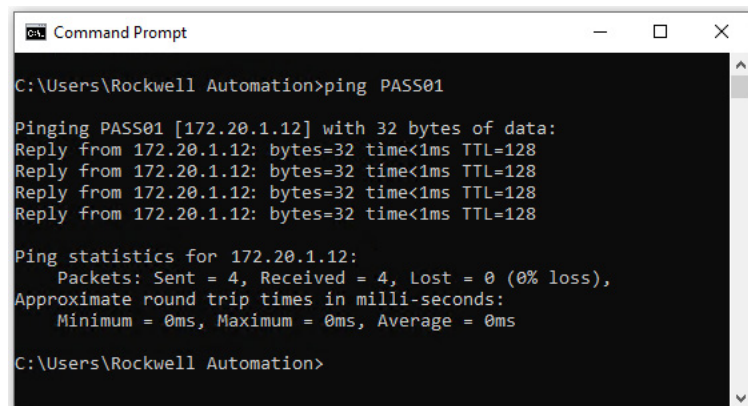 Command Prompt
C:\Users\Rockwell Automation>ping PASS01
Pinging PASS01 [172.20.1.12] with 32 bytes of data:
Reply from 172.20.1.12: bytes=32 time<1ms TTL=128
Reply from 172.20.1.12: bytes=32 time<1ms TTL=128
Reply from 172.20.1.12: bytes=32 time<1ms TTL=128
Reply from 172.20.1.12: bytes=32 time<1ms TTL=128
Ping statistics for 172.20.1.12:
    Packets: Sent = 4, Received = 4, Lost = 0 (0% loss),
Approximate round trip times in milli-seconds:
    Minimum = 0ms, Maximum = 0ms, Average = 0ms
C:\Users\Rockwell Automation>